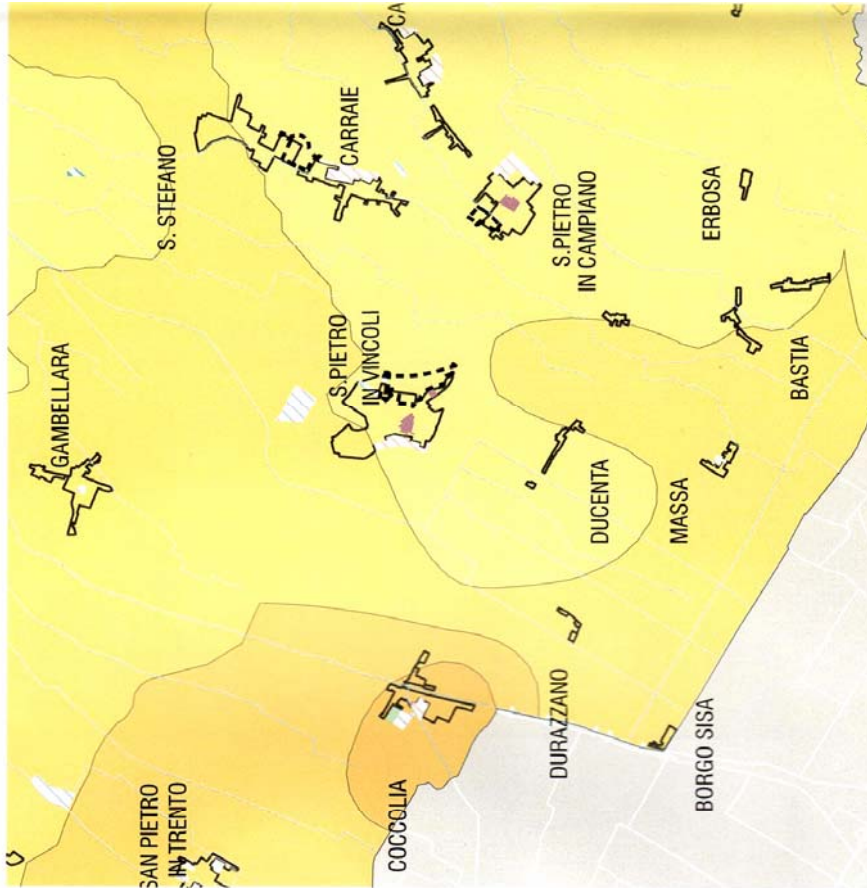 GAMBELLARA
S. STEFANO
CARRAIE
CA
S.PIETRO
IN VINCOLI
S.PIETRO
IN CAMPIANO
ERBOSA
BASTIA
DUCENTA
MASSA
SAN PIETRO
IN TRENTO
COCCOLIA
DURAZZANO
BORGO SISA